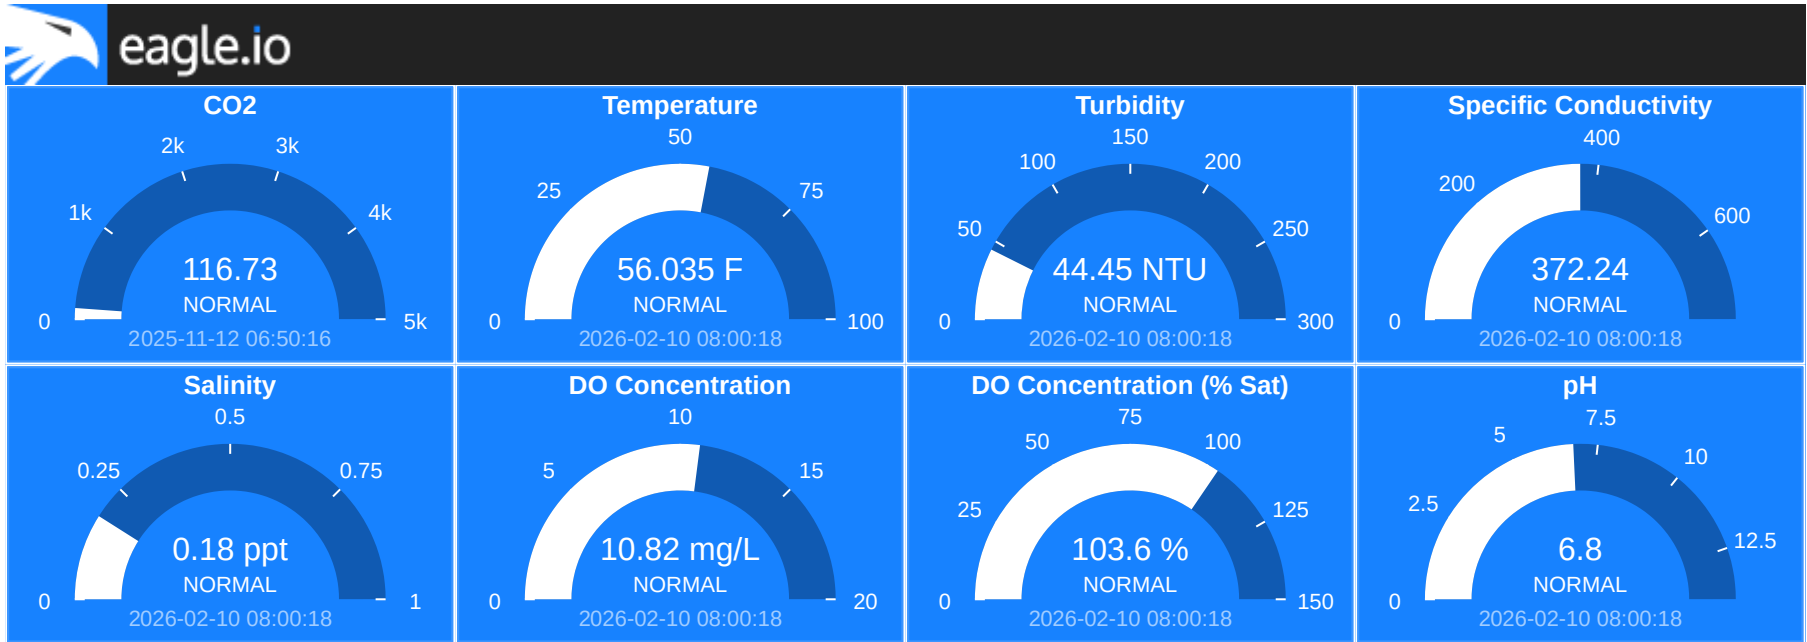 eagle.io
CO2
0
1k
2k
3k
4k
5k
116.73
NORMAL
2025-11-12 06:50:16
Temperature
0
25
50
75
100
56.035 F
NORMAL
2026-02-10 08:00:18
Turbidity
0
50
100
150
200
250
300
44.45 NTU
NORMAL
2026-02-10 08:00:18
Specific Conductivity
0
200
400
600
372.24
NORMAL
2026-02-10 08:00:18
Salinity
0
0.25
0.5
0.75
1
0.18 ppt
NORMAL
2026-02-10 08:00:18
DO Concentration
0
5
10
15
20
10.82 mg/L
NORMAL
2026-02-10 08:00:18
DO Concentration (% Sat)
0
25
50
75
100
125
150
103.6 %
NORMAL
2026-02-10 08:00:18
pH
0
2.5
5
7.5
10
12.5
6.8
NORMAL
2026-02-10 08:00:18